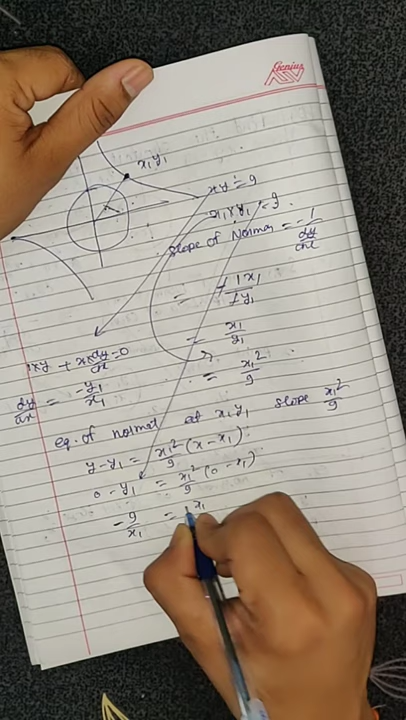 Genius
x₁y₁
xy = 9
x₁ × y₁ = 9
slope of Normal = -1/(dy/dx)
= +1x₁/+y₁
= x₁/y₁
= x₁²/9
1×y + x×dy/dx = 0
dy/dx = -y₁/x₁
eq. of normal at x₁y₁ slope x₁²/9
y-y₁ = x₁²/9 (x-x₁)
0-y₁ = x₁²/9 (0-x₁)
-9/x₁ =